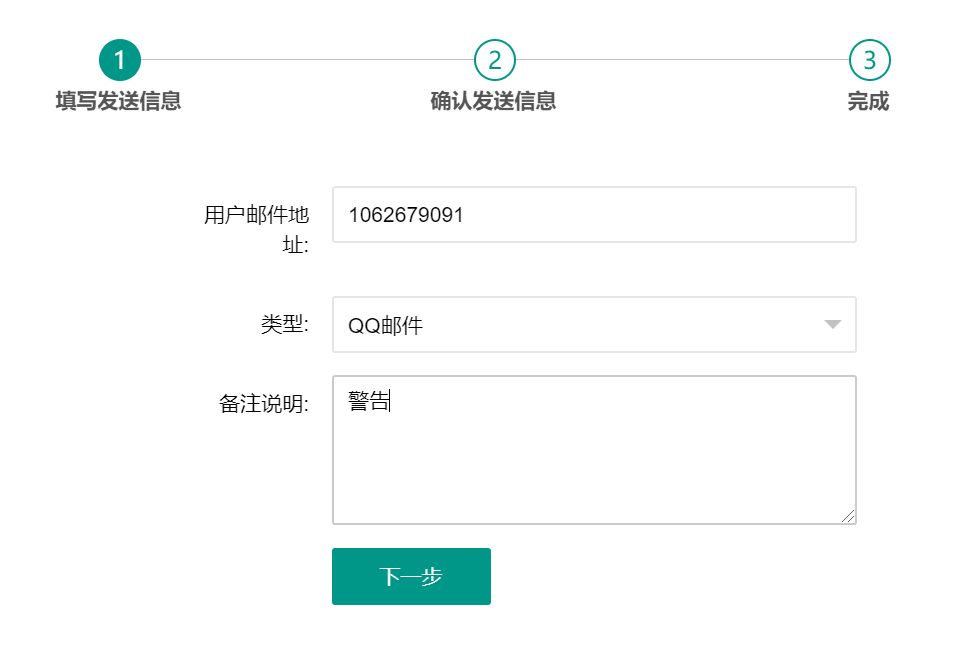 1 2 3
填写发送信息 确认发送信息 完成
用户邮件地 1062679091
址:
类型: QQ邮件
备注说明: 警告
下一步